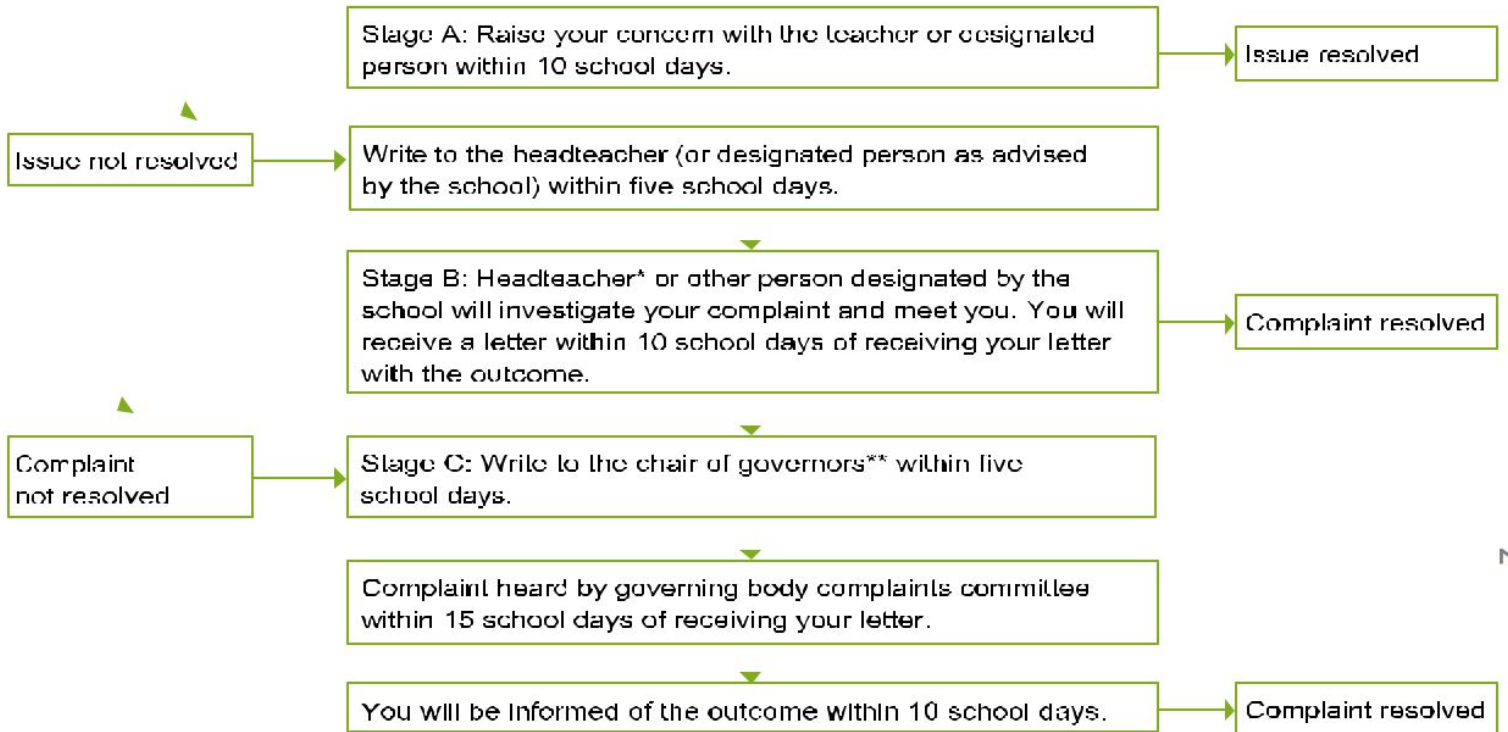 Stage A: Raise your concern with the teacher or designated
person within 10 school days.
Issue resolved
Issue not resolved
Write to the headteacher (or designated person as advised
by the school) within five school days.
Stage B: Headteacher* or other person designated by the
school will investigate your complaint and meet you. You will
receive a letter within 10 school days of receiving your letter
with the outcome.
Complaint resolved
Complaint
not resolved
Stage C: Write to the chair of governors** within five
school days.
Complaint heard by governing body complaints committee
within 15 school days of receiving your letter.
You will be informed of the outcome within 10 school days.
Complaint resolved